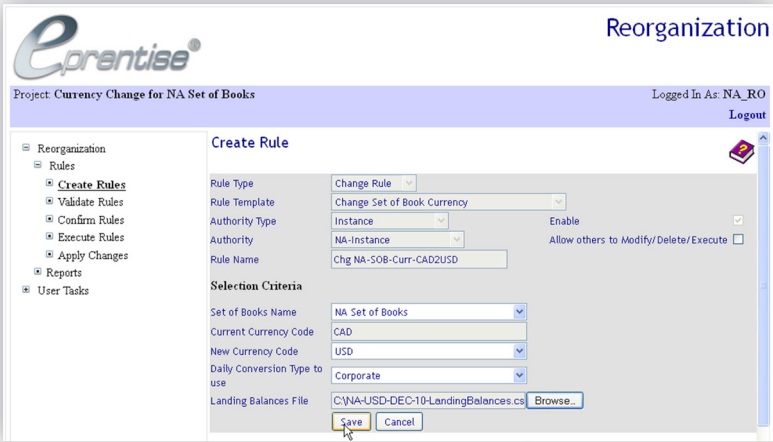 eprentise®
Reorganization
Project: Currency Change for NA Set of Books
Logged In As: NA_RO
Logout
Reorganization
Rules
Create Rules
Validate Rules
Confirm Rules
Execute Rules
Apply Changes
Reports
User Tasks
Create Rule
?
Rule Type Change Rule
Rule Template Change Set of Book Currency
Authority Type Instance Enable
Authority NA-Instance Allow others to Modify/Delete/Execute
Rule Name Chg NA-SOB-Curr-CAD2USD
Selection Criteria
Set of Books Name NA Set of Books
Current Currency Code CAD
New Currency Code USD
Daily Conversion Type to use Corporate
Landing Balances File C:\NA-USD-DEC-10-LandingBalances.cs Browse...
Save Cancel